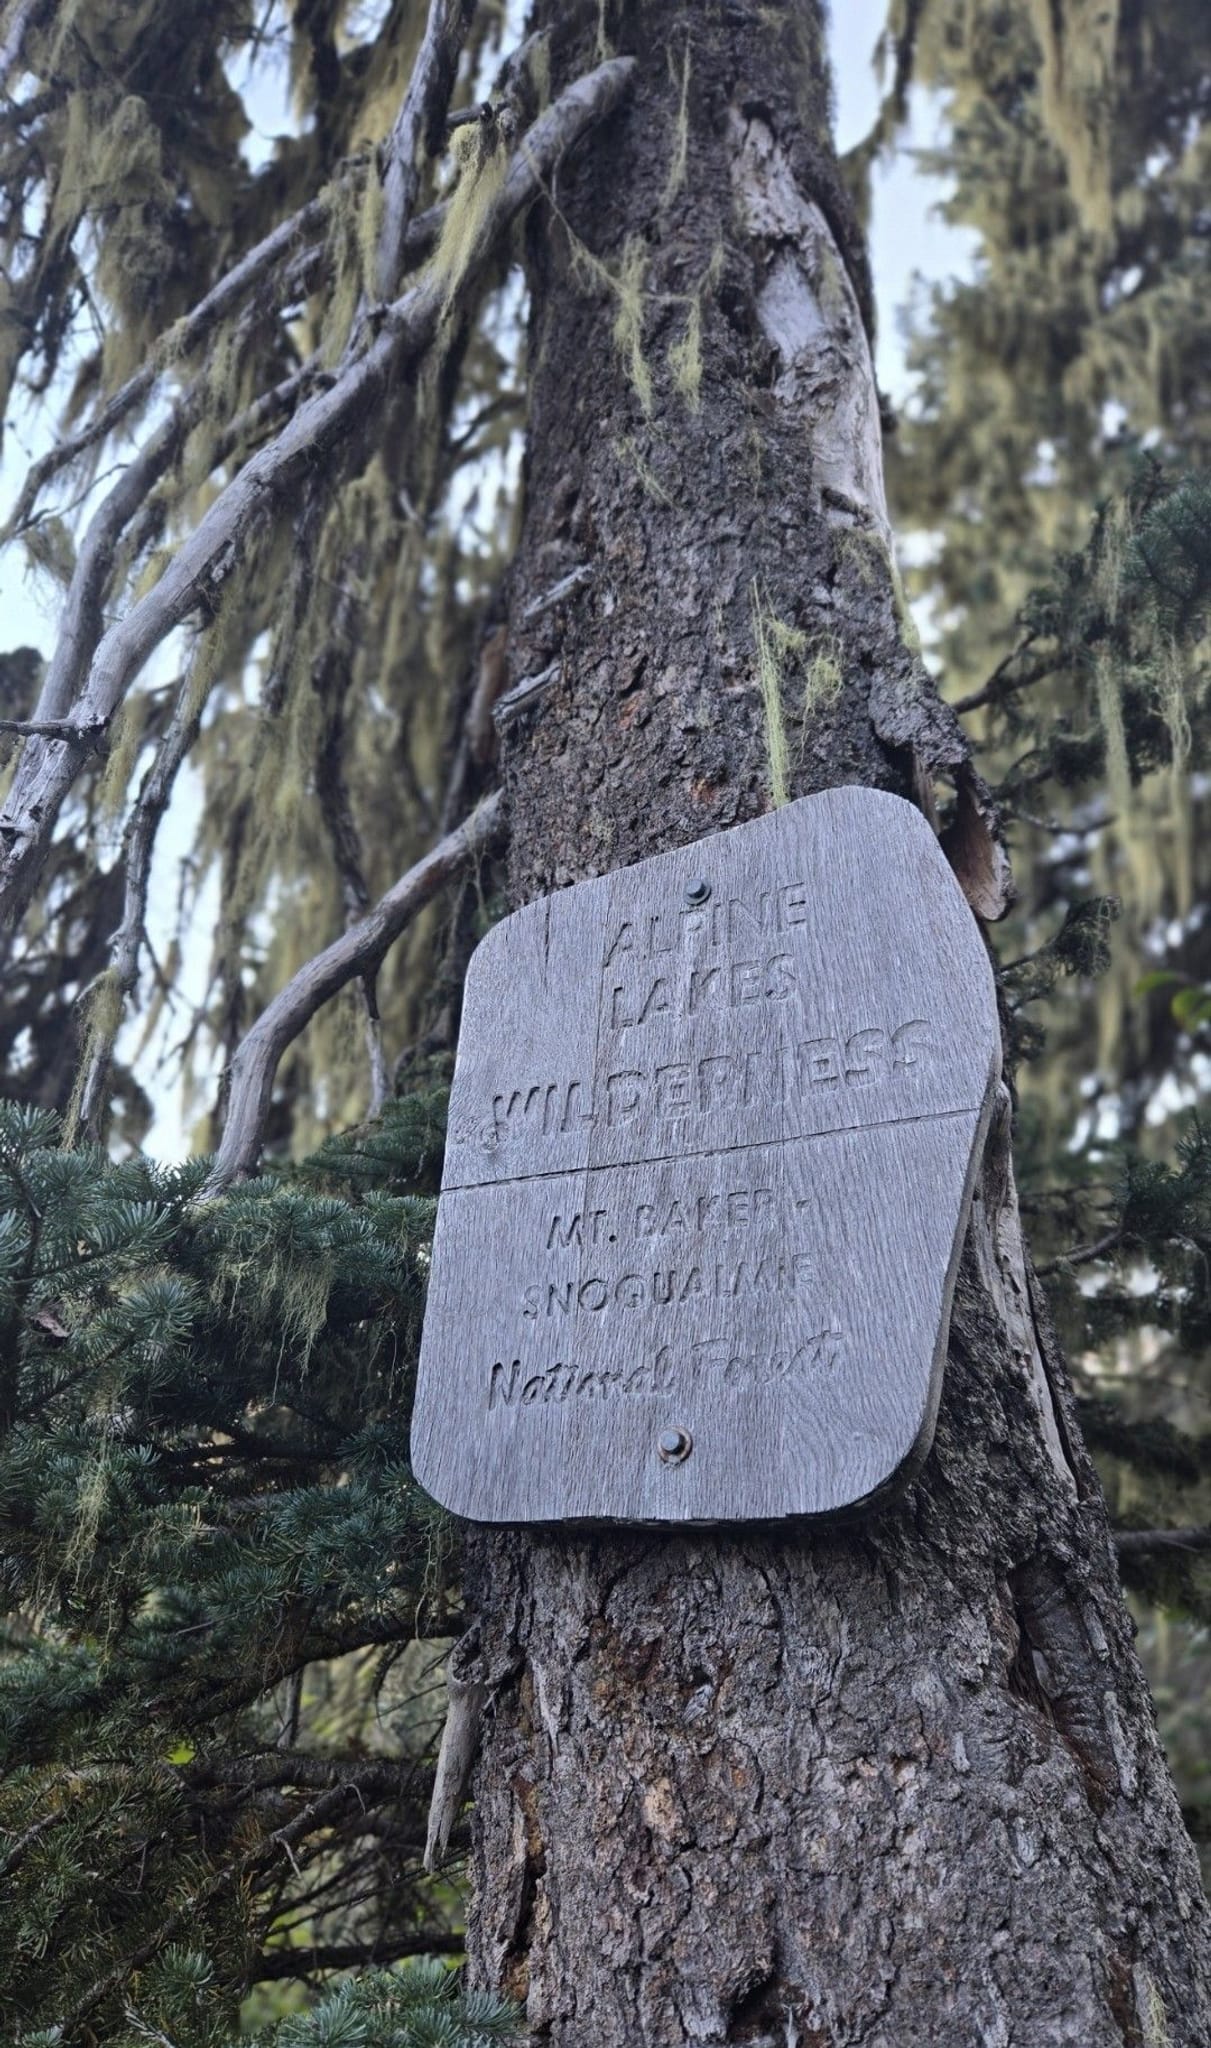 ALPINE
LAKES
WILDERNESS
MT. BAKER -
SNOQUALMIE
National Forest